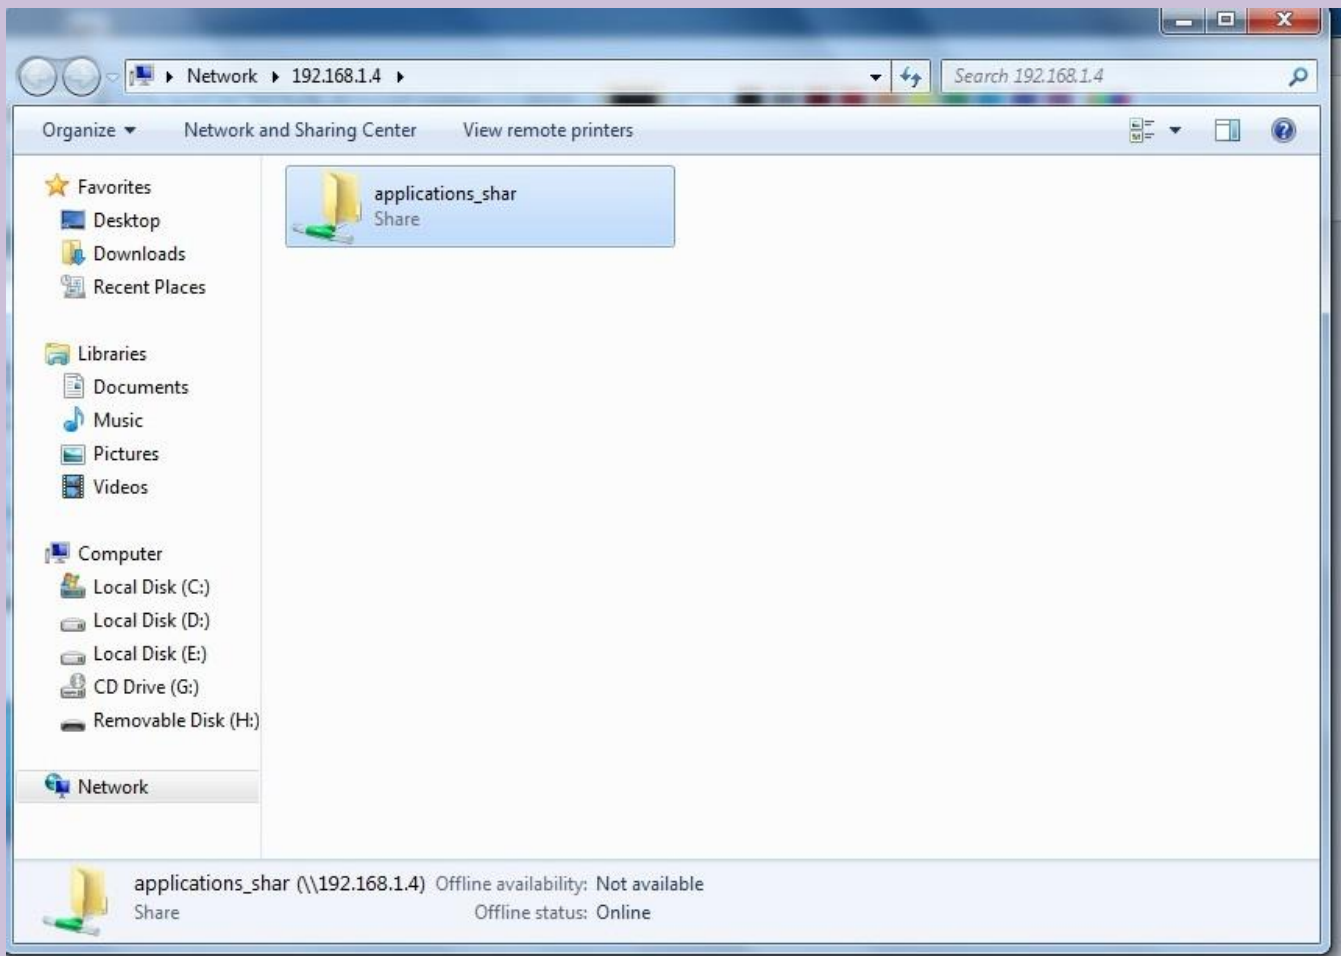 Network 192.168.1.4
Search 192.168.1.4
Organize Network and Sharing Center View remote printers
Favorites
Desktop
Downloads
Recent Places
Libraries
Documents
Music
Pictures
Videos
Computer
Local Disk (C:)
Local Disk (D:)
Local Disk (E:)
CD Drive (G:)
Removable Disk (H:)
Network
applications_shar
Share
applications_shar (\\192.168.1.4) Offline availability: Not available
Share Offline status: Online